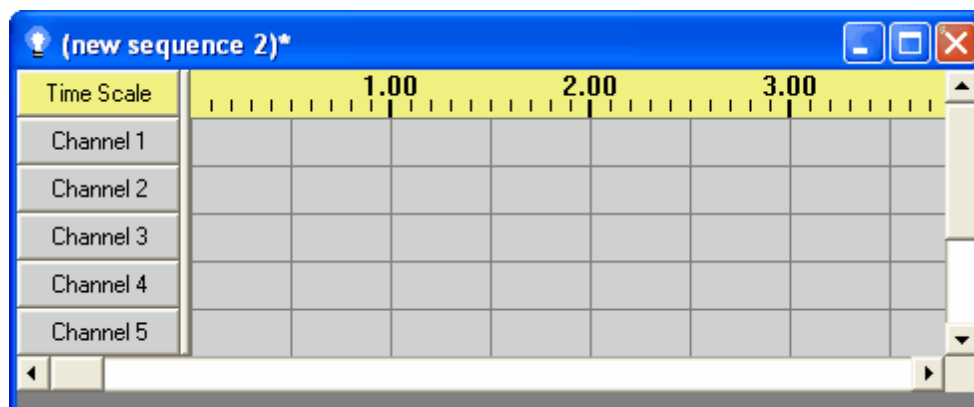 (new sequence 2)*
Time Scale 1.00 2.00 3.00
Channel 1
Channel 2
Channel 3
Channel 4
Channel 5